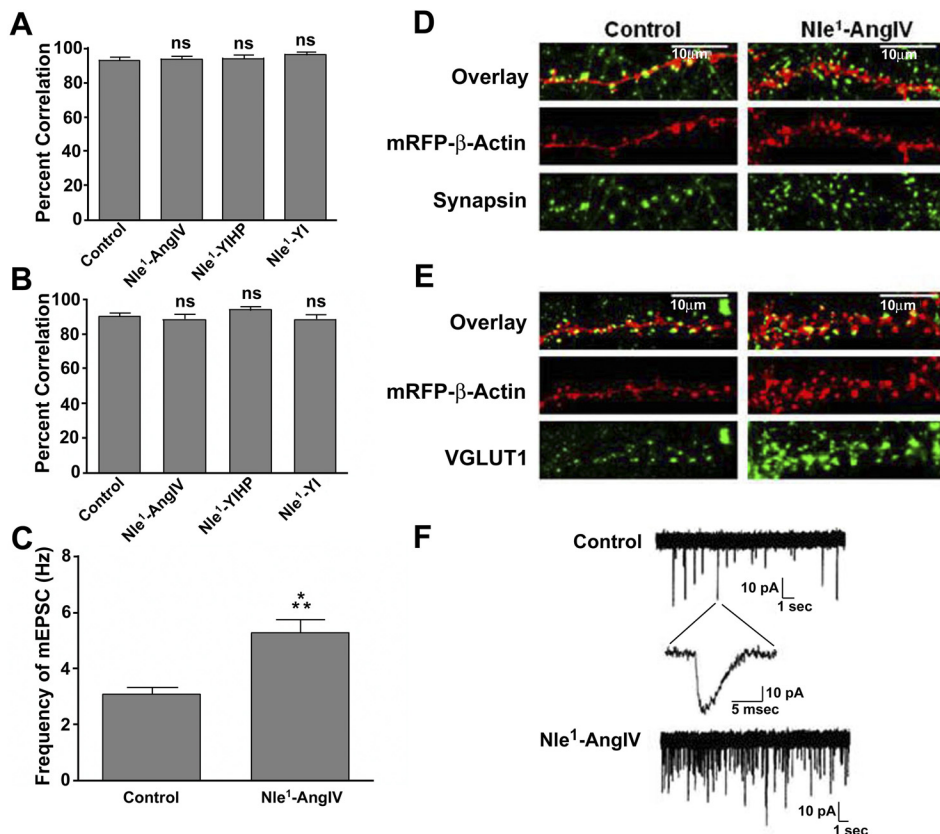 A
Percent Correlation
100
80
60
40
20
0
ns
ns
ns
Control
Nle¹-AngIV
Nle¹-YIHP
Nle¹-YI
B
Percent Correlation
100
80
60
40
20
0
ns
ns
ns
Control
Nle¹-AngIV
Nle¹-YIHP
Nle¹-YI
C
Frequency of mEPSC (Hz)
8
6
4
2
0
*
**
Control
Nle¹-AngIV
D
Control
Nle¹-AngIV
Overlay
10μm
10μm
mRFP-β-Actin
Synapsin
E
Overlay
10μm
10μm
mRFP-β-Actin
VGLUT1
F
Control
10 pA
1 sec
10 pA
5 msec
Nle¹-AngIV
10 pA
1 sec